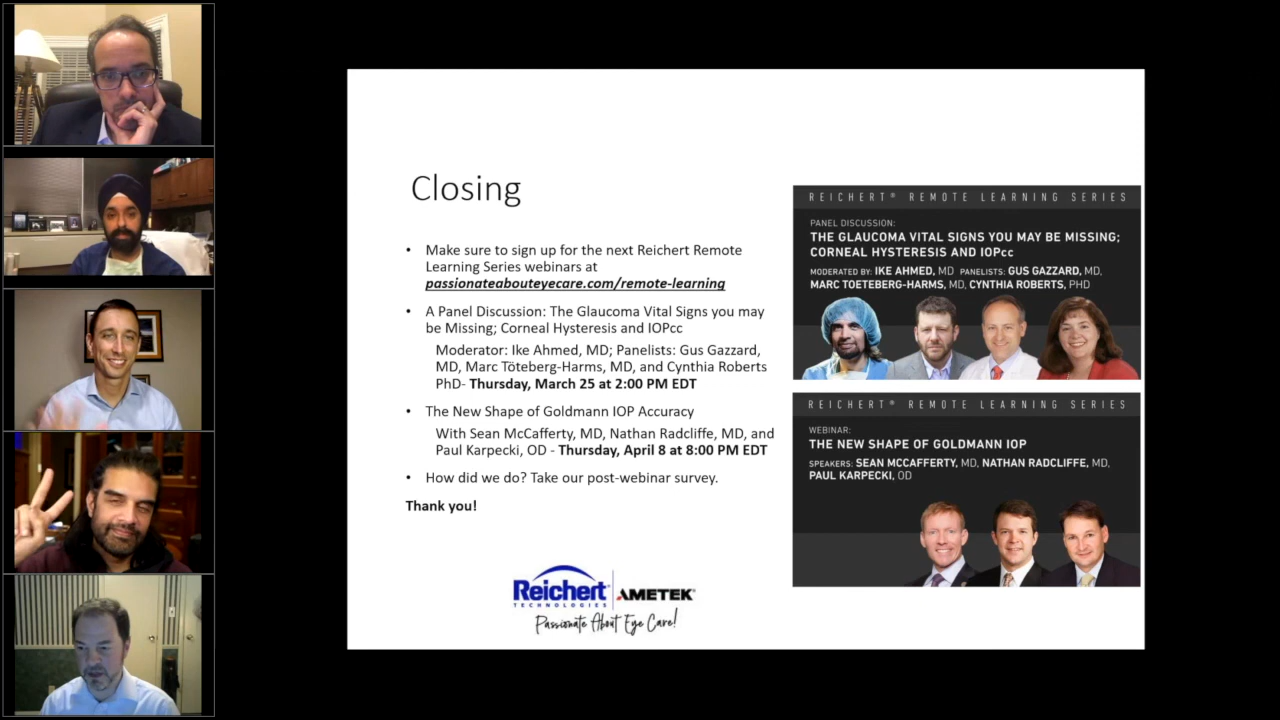 Closing
• Make sure to sign up for the next Reichert Remote
Learning Series webinars at
passionateabouteyecare.com/remote-learning
• A Panel Discussion: The Glaucoma Vital Signs you may
be Missing; Corneal Hysteresis and IOPcc
Moderator: Ike Ahmed, MD; Panelists: Gus Gazzard,
MD, Marc Töteberg-Harms, MD, and Cynthia Roberts
PhD- Thursday, March 25 at 2:00 PM EDT
• The New Shape of Goldmann IOP Accuracy
With Sean McCafferty, MD, Nathan Radcliffe, MD, and
Paul Karpecki, OD - Thursday, April 8 at 8:00 PM EDT
• How did we do? Take our post-webinar survey.
Thank you!
Reichert®
TECHNOLOGIES
AMETEK®
Passionate About Eye Care!
REICHERT® REMOTE LEARNING SERIES
PANEL DISCUSSION:
THE GLAUCOMA VITAL SIGNS YOU MAY BE MISSING;
CORNEAL HYSTERESIS AND IOPcc
MODERATED BY: IKE AHMED, MD PANELISTS: GUS GAZZARD, MD,
MARC TOETEBERG-HARMS, MD, CYNTHIA ROBERTS, PHD
REICHERT® REMOTE LEARNING SERIES
WEBINAR:
THE NEW SHAPE OF GOLDMANN IOP
SPEAKERS: SEAN MCCAFFERTY, MD, NATHAN RADCLIFFE, MD,
PAUL KARPECKI, OD